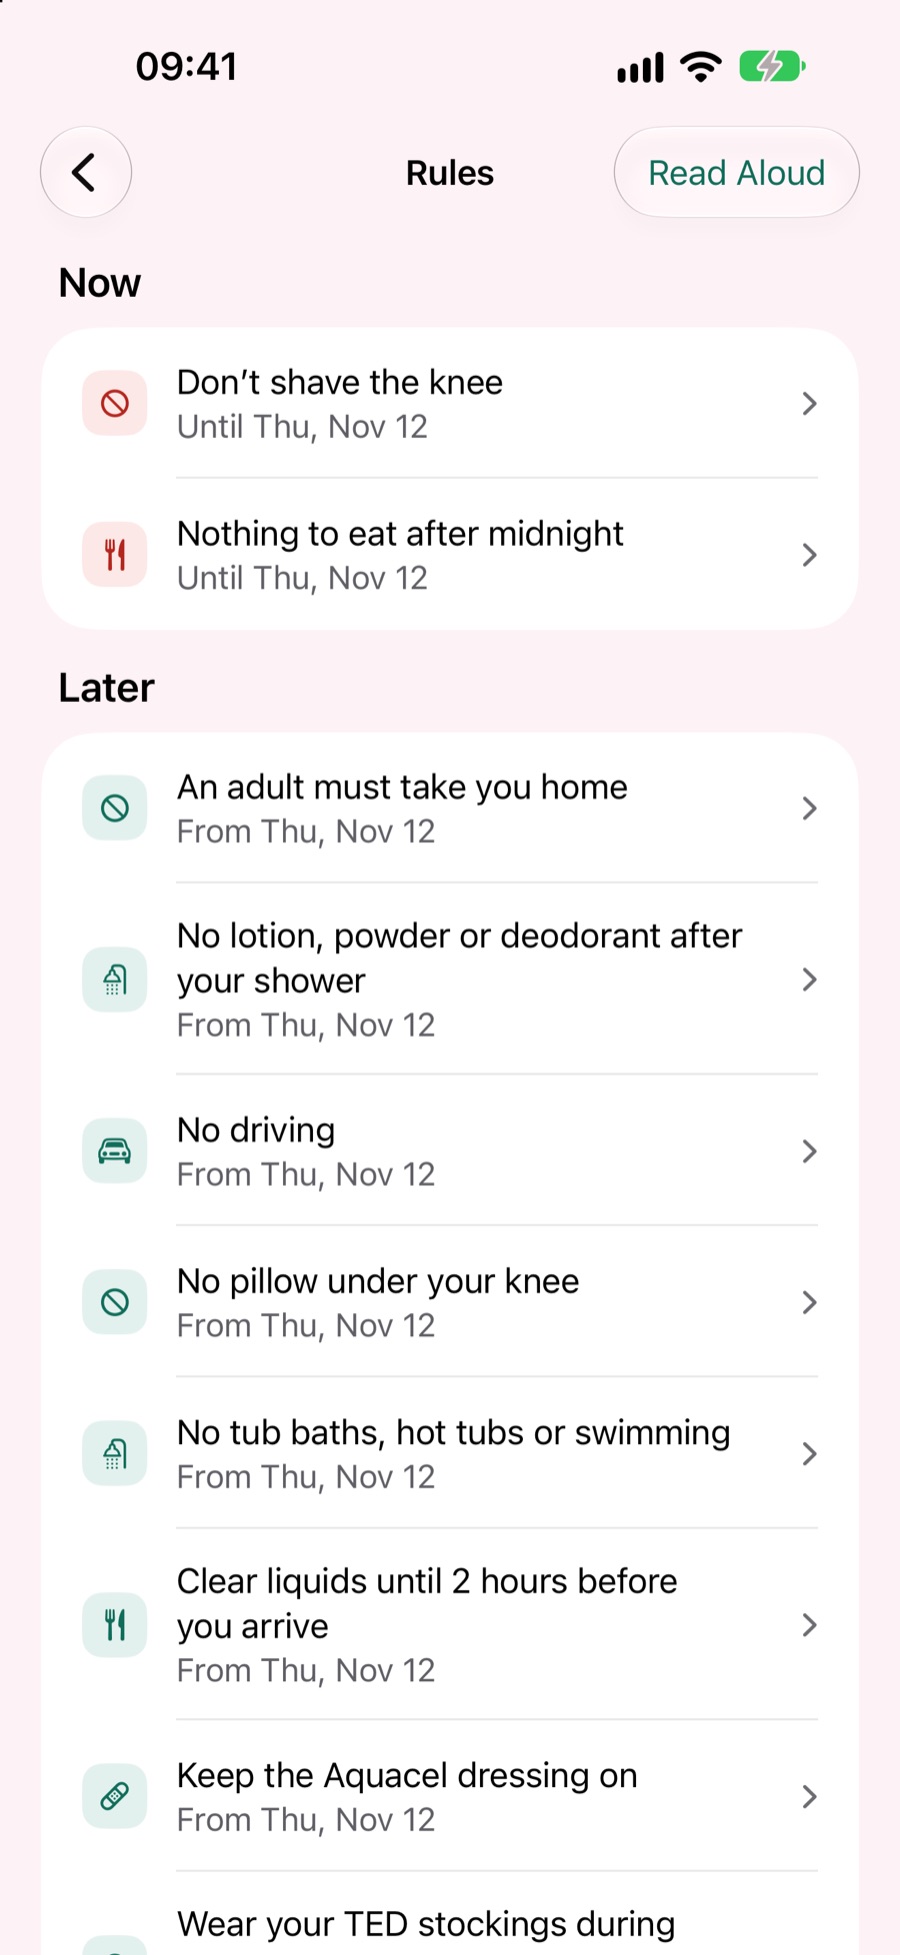 09:41
Rules
Read Aloud
Now
Don’t shave the knee
Until Thu, Nov 12
Nothing to eat after midnight
Until Thu, Nov 12
Later
An adult must take you home
From Thu, Nov 12
No lotion, powder or deodorant after
your shower
From Thu, Nov 12
No driving
From Thu, Nov 12
No pillow under your knee
From Thu, Nov 12
No tub baths, hot tubs or swimming
From Thu, Nov 12
Clear liquids until 2 hours before
you arrive
From Thu, Nov 12
Keep the Aquacel dressing on
From Thu, Nov 12
Wear your TED stockings during